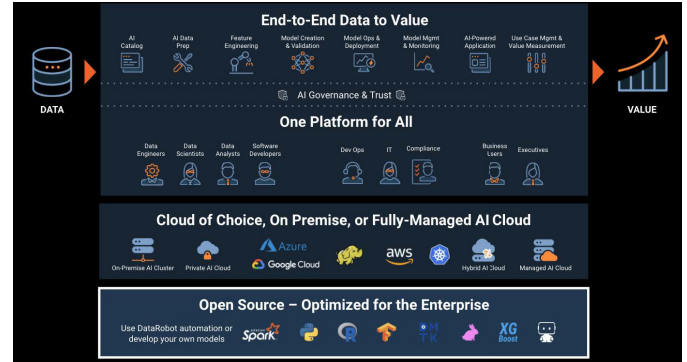 End-to-End Data to Value
AI Catalog
AI Data Prep
Feature Engineering
Model Creation & Validation
Model Ops & Deployment
Model Mgmt & Monitoring
AI-Powered Application
Use Case Mgmt & Value Measurement
DATA
VALUE
AI Governance & Trust
One Platform for All
Data Engineers
Data Scientists
Data Analysts
Software Developers
Dev Ops
IT
Compliance
Business Users
Executives
Cloud of Choice, On Premise, or Fully-Managed AI Cloud
On-Premise AI Cluster
Private AI Cloud
Azure
Google Cloud
aws
Hybrid AI Cloud
Managed AI Cloud
Open Source – Optimized for the Enterprise
Use DataRobot automation or
develop your own models
APACHE
Spark
R
DMTK
XG
Boost